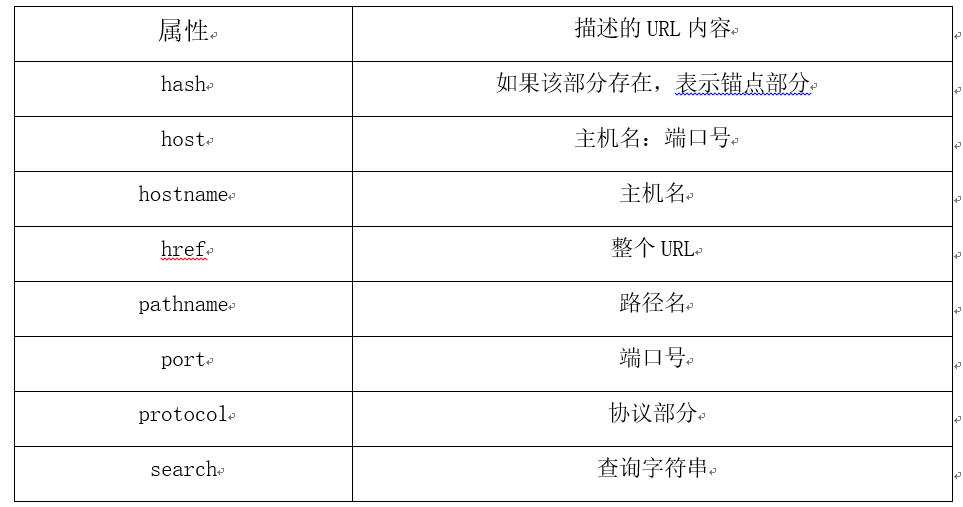 属性 描述的 URL 内容
hash 如果该部分存在，表示锚点部分
host 主机名：端口号
hostname 主机名
href 整个 URL
pathname 路径名
port 端口号
protocol 协议部分
search 查询字符串